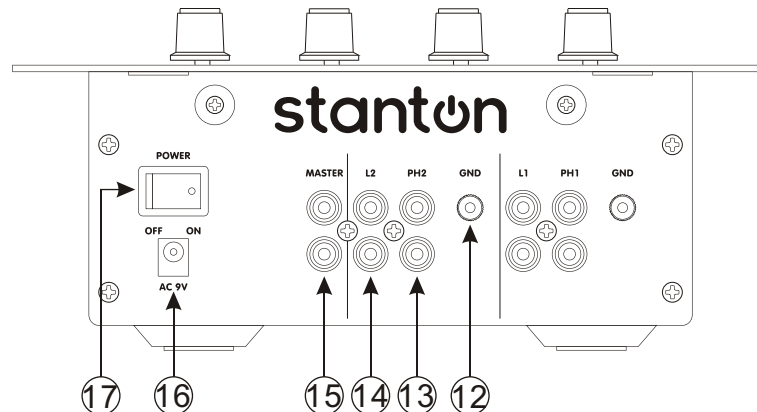 stanton
POWER
OFF ON
AC 9V
MASTER L2 PH2 GND L1 PH1 GND
17 16 15 14 13 12